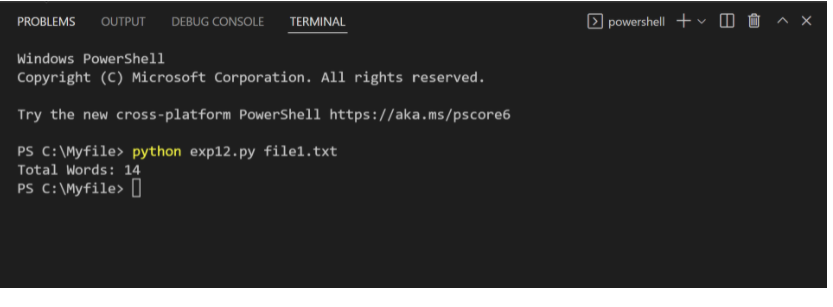 PROBLEMS OUTPUT DEBUG CONSOLE TERMINAL powershell
Windows PowerShell
Copyright (C) Microsoft Corporation. All rights reserved.
Try the new cross-platform PowerShell https://aka.ms/pscore6
PS C:\Myfile> python exp12.py file1.txt
Total Words: 14
PS C:\Myfile>